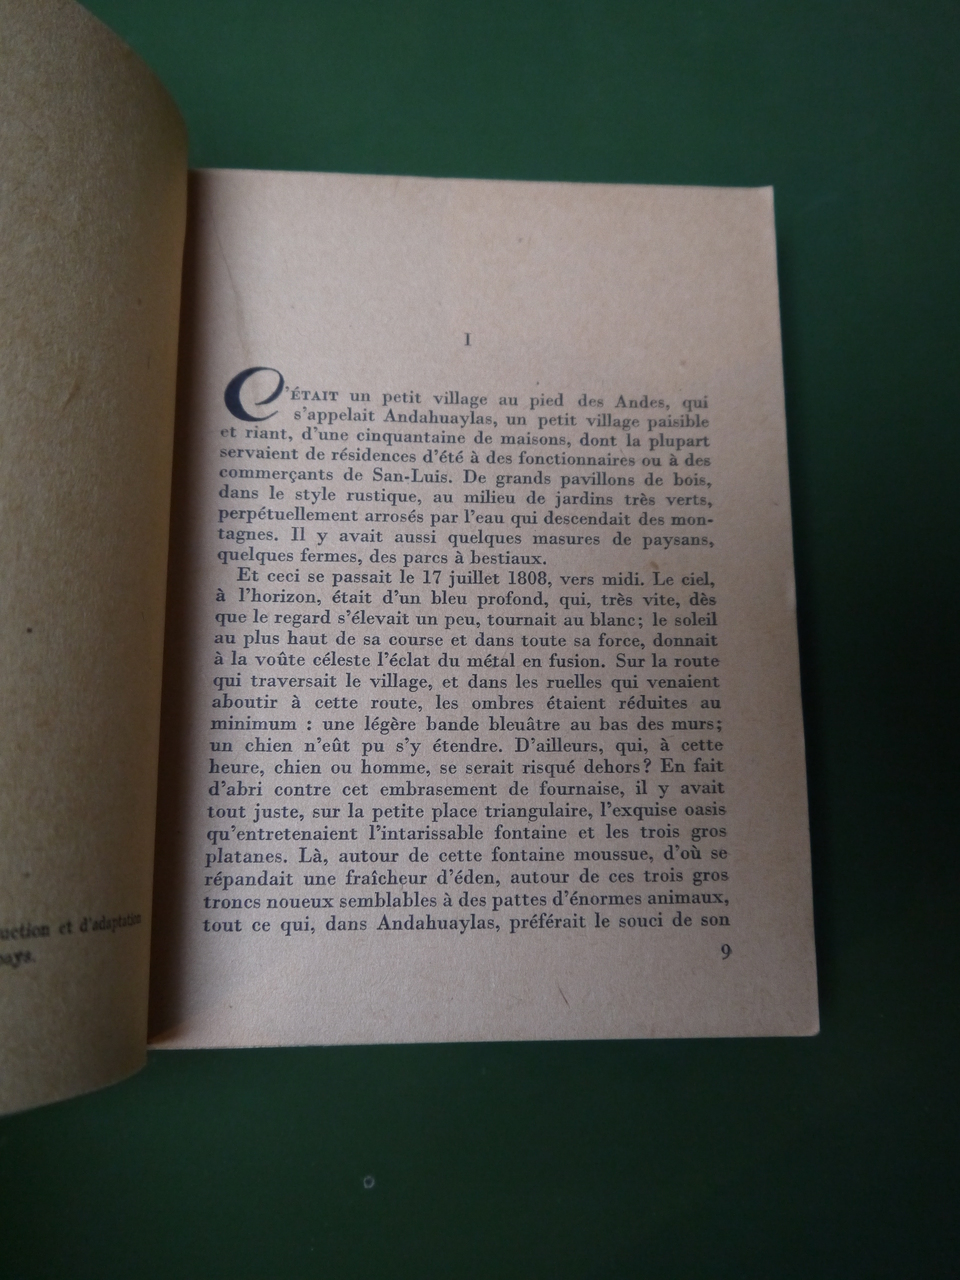 uction et d'adaptation
pays.
I
C'ÉTAIT un petit village au pied des Andes, qui
s'appelait Andahuaylas, un petit village paisible
et riant, d'une cinquantaine de maisons, dont la plupart
servaient de résidences d'été à des fonctionnaires ou à des
commerçants de San-Luis. De grands pavillons de bois,
dans le style rustique, au milieu de jardins très verts,
perpétuellement arrosés par l'eau qui descendait des mon-
tagnes. Il y avait aussi quelques masures de paysans,
quelques fermes, des parcs à bestiaux.
Et ceci se passait le 17 juillet 1808, vers midi. Le ciel,
à l'horizon, était d'un bleu profond, qui, très vite, dès
que le regard s'élevait un peu, tournait au blanc; le soleil
au plus haut de sa course et dans toute sa force, donnait
à la voûte céleste l'éclat du métal en fusion. Sur la route
qui traversait le village, et dans les ruelles qui venaient
aboutir à cette route, les ombres étaient réduites au
minimum : une légère bande bleuâtre au bas des murs;
un chien n'eût pu s'y étendre. D'ailleurs, qui, à cette
heure, chien ou homme, se serait risqué dehors? En fait
d'abri contre cet embrasement de fournaise, il y avait
tout juste, sur la petite place triangulaire, l'exquise oasis
qu'entretenaient l'intarissable fontaine et les trois gros
platanes. Là, autour de cette fontaine moussue, d'où se
répandait une fraîcheur d'éden, autour de ces trois gros
troncs noueux semblables à des pattes d'énormes animaux,
tout ce qui, dans Andahuaylas, préférait le souci de son
9